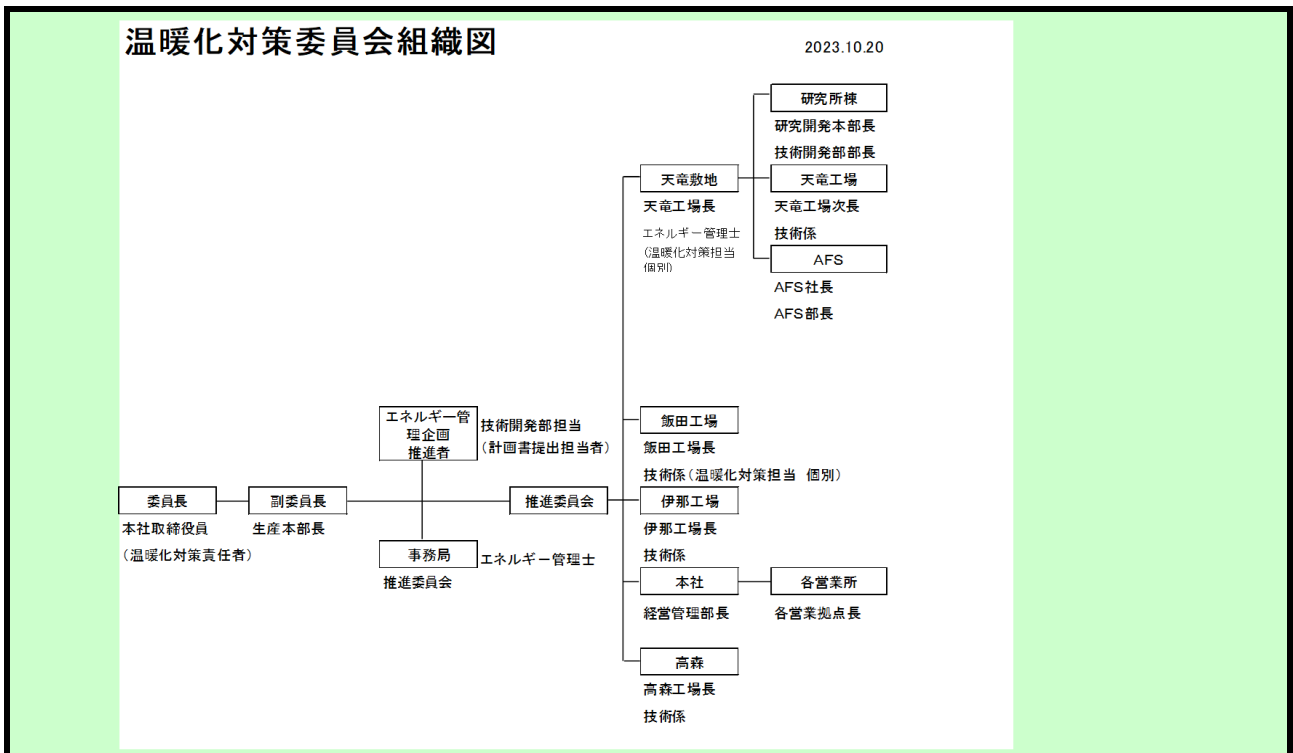 温暖化対策委員会組織図
2023.10.20
研究所棟
研究開発本部長
技術開発部部長
天竜敷地
天竜工場長
エネルギー管理士
(温暖化対策担当
個別)
天竜工場
天竜工場次長
技術係
AFS
AFS社長
AFS部長
エネルギー管
理企画
推進者
技術開発部担当
(計画書提出担当者)
飯田工場
飯田工場長
技術係(温暖化対策担当 個別)
委員長
本社取締役員
(温暖化対策責任者)
副委員長
生産本部長
推進委員会
伊那工場
伊那工場長
技術係
事務局
エネルギー管理士
推進委員会
本社
経営管理部長
各営業所
各営業拠点長
高森
高森工場長
技術係